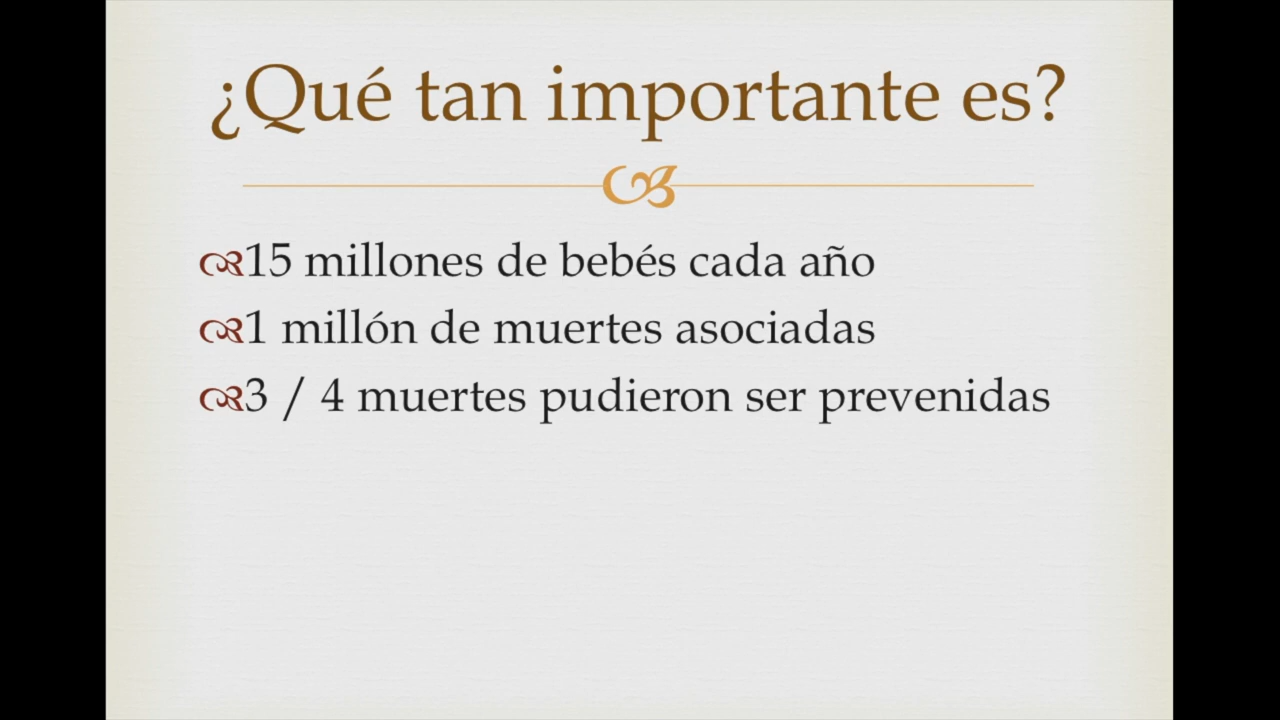 ¿Qué tan importante es?
15 millones de bebés cada año
1 millón de muertes asociadas
3 / 4 muertes pudieron ser prevenidas